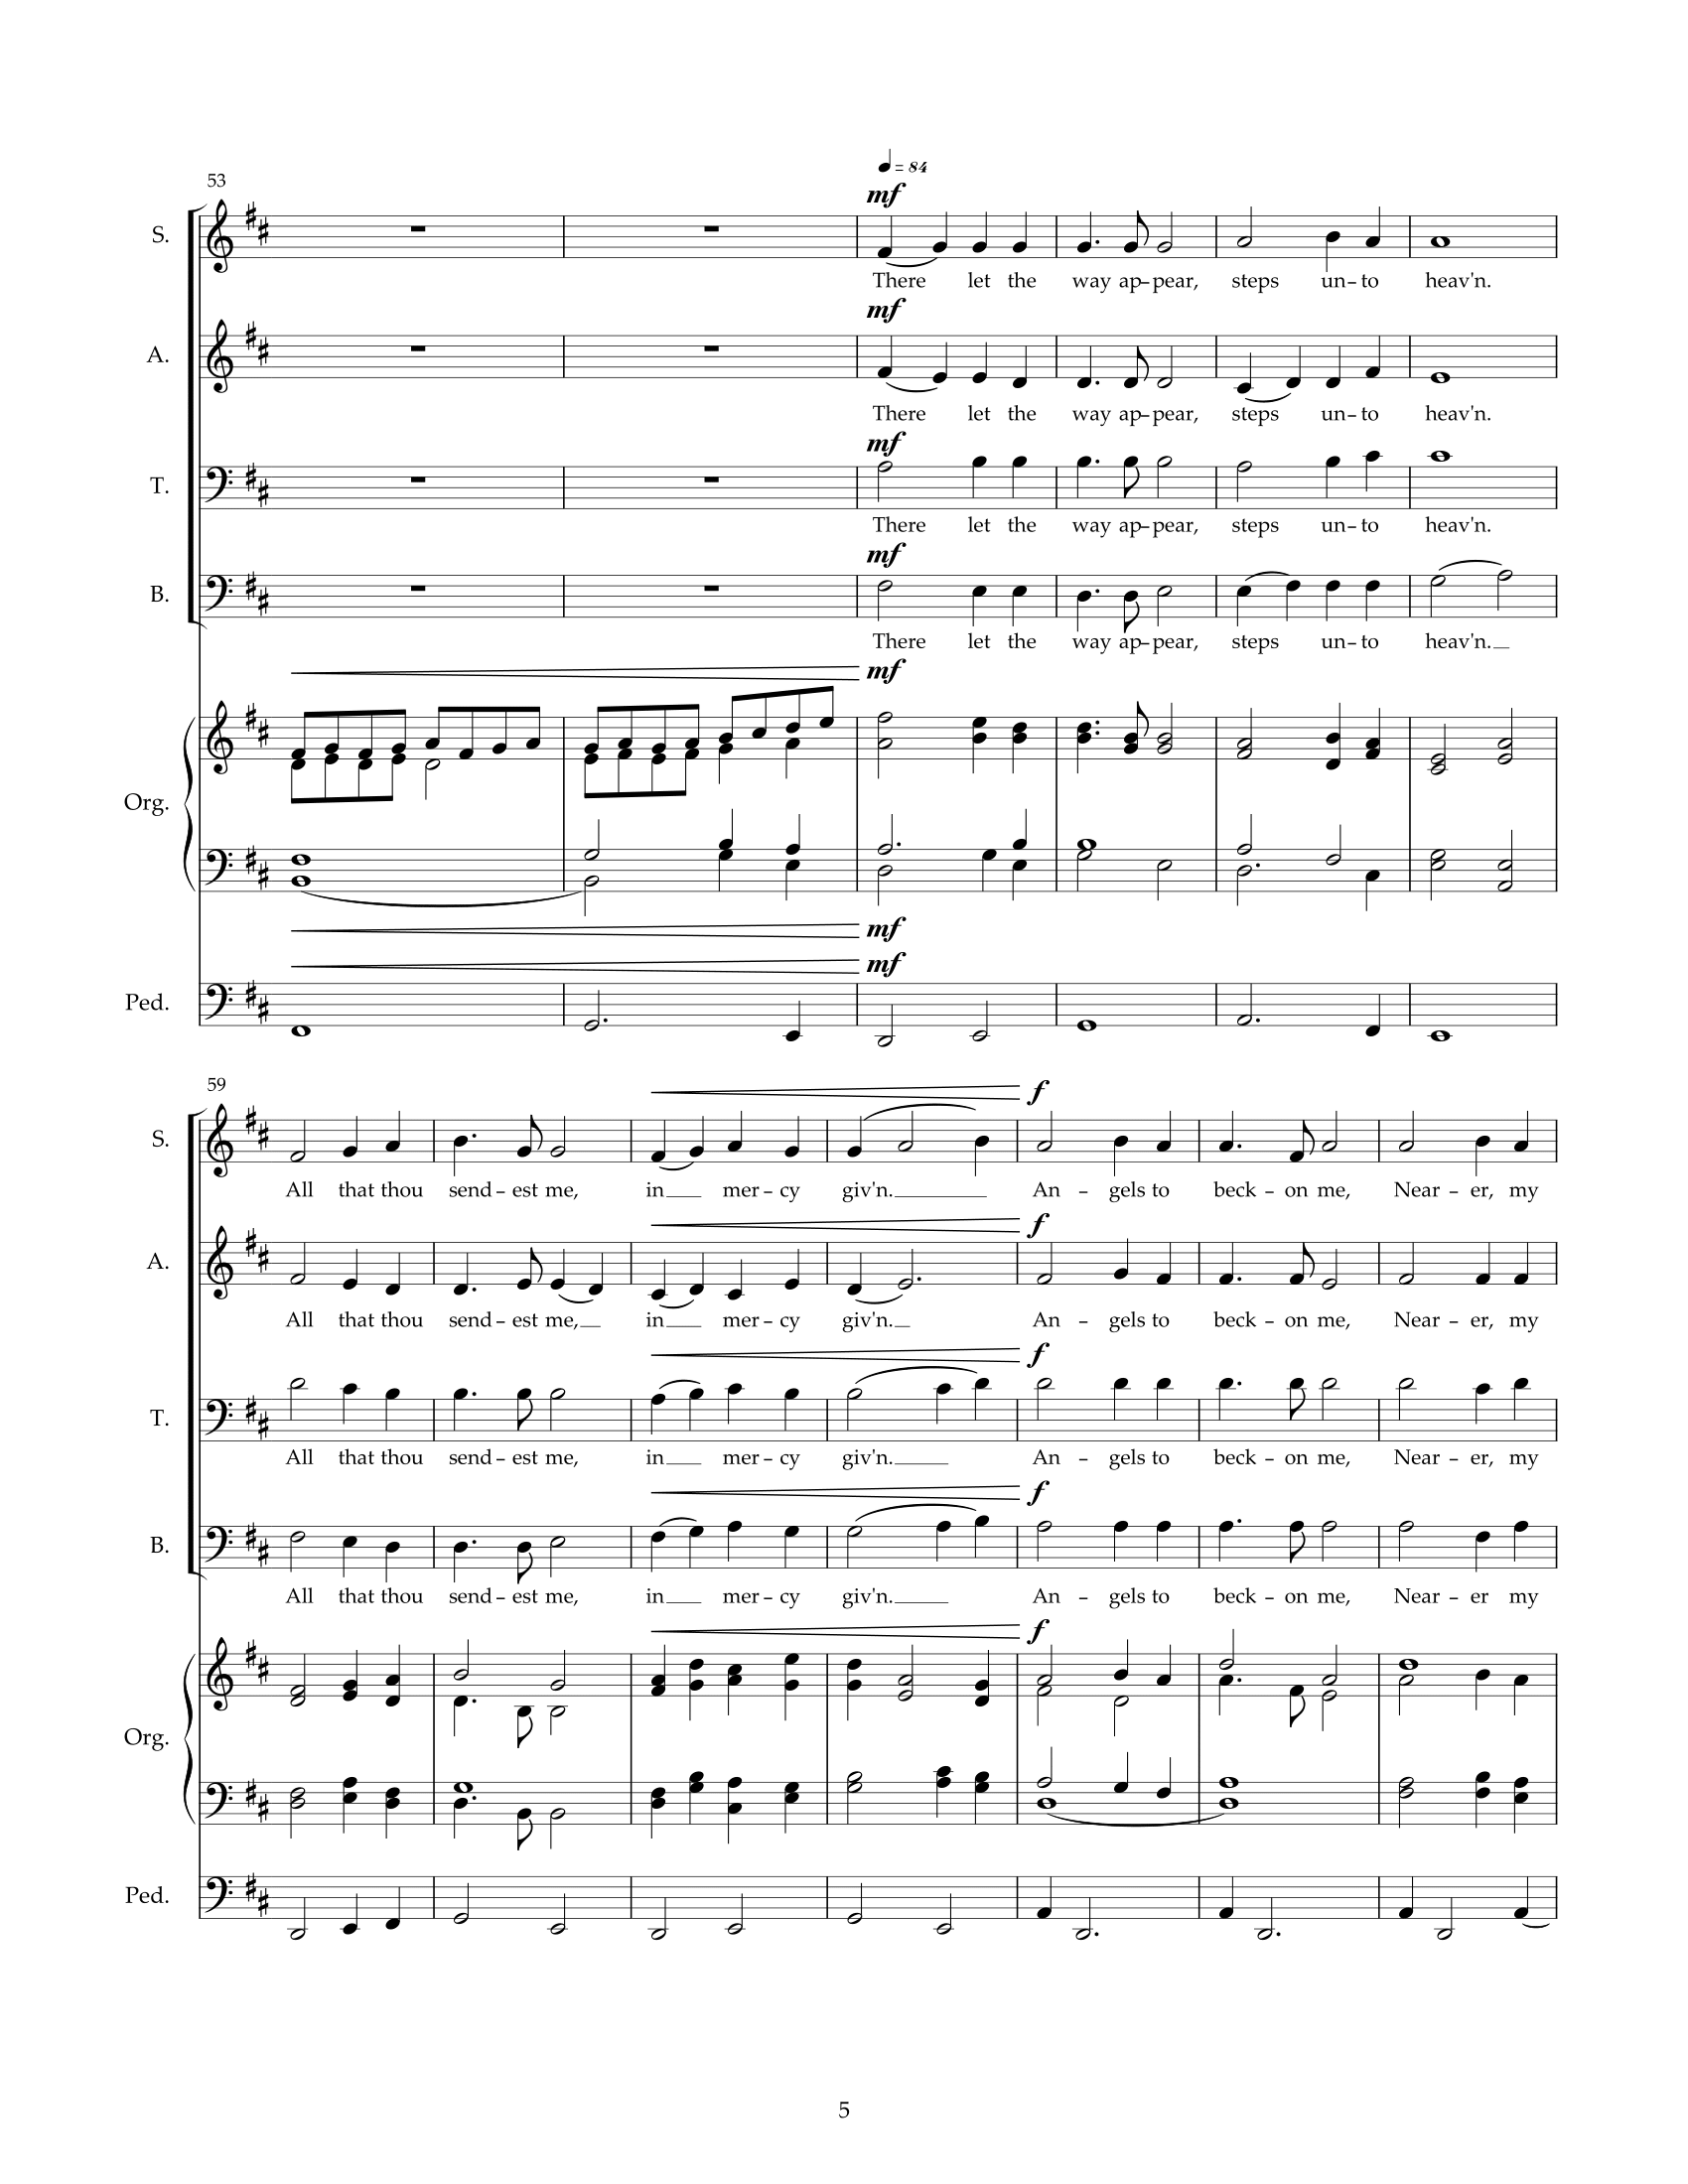 ♩ = 84
53
mf
S.
There let the way ap – pear, steps un – to heav'n.
mf
A.
There let the way ap – pear, steps un – to heav'n.
mf
T.
There let the way ap – pear, steps un – to heav'n.
mf
B.
There let the way ap – pear, steps un – to heav'n.
mf
Org.
mf
mf
Ped.
59
f
S.
All that thou send – est me, in mer – cy giv'n. An – gels to beck – on me, Near – er, my
f
A.
All that thou send – est me, in mer – cy giv'n. An – gels to beck – on me, Near – er, my
f
T.
All that thou send – est me, in mer – cy giv'n. An – gels to beck – on me, Near – er, my
f
B.
All that thou send – est me, in mer – cy giv'n. An – gels to beck – on me, Near – er my
f
Org.
Ped.
5